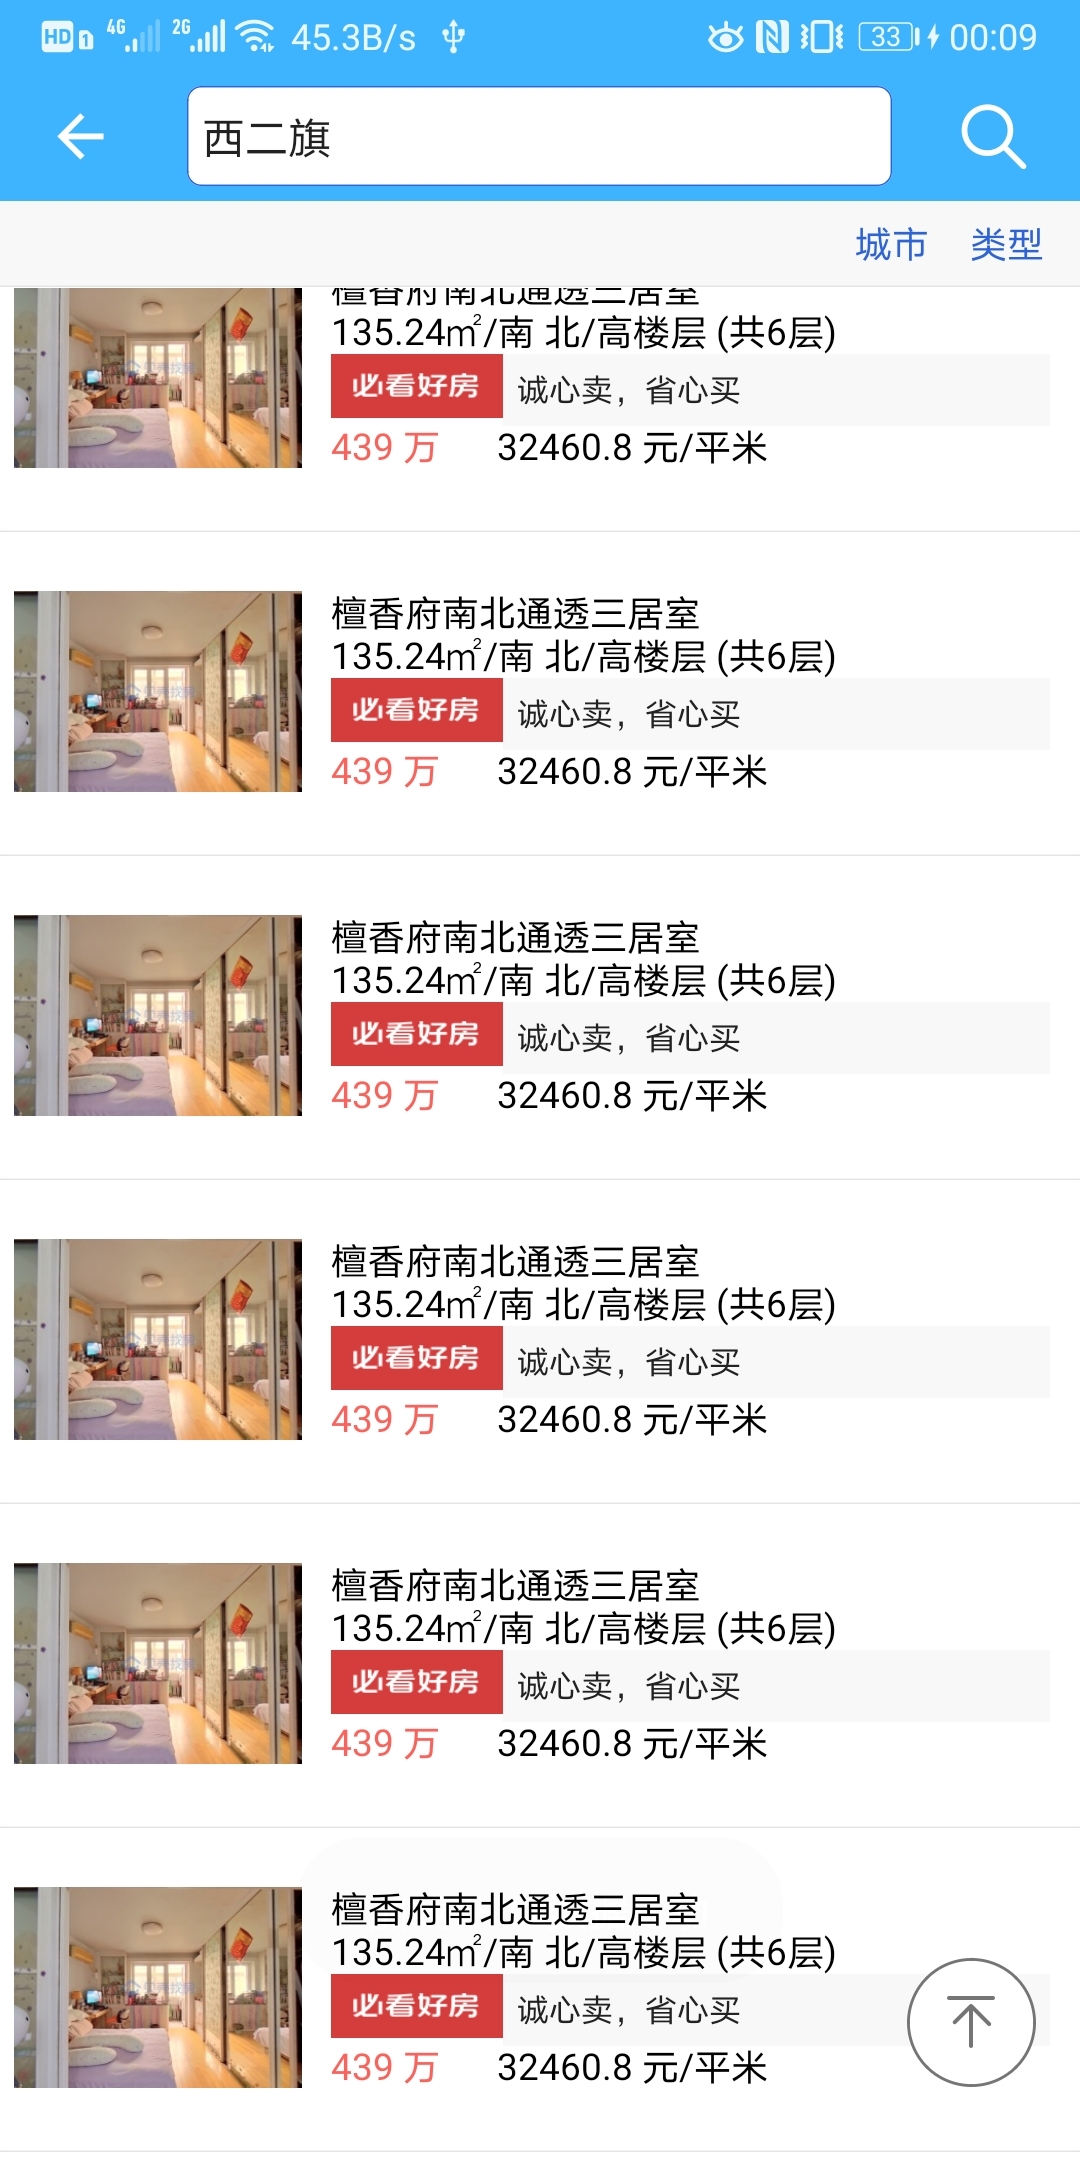 HD 1 4G 2G 45.3B/s 33 00:09
西二旗
城市 类型
檀香府南北通透三居室
135.24㎡/南 北/高楼层 (共6层)
必看好房 诚心卖，省心买
439 万 32460.8 元/平米
檀香府南北通透三居室
135.24㎡/南 北/高楼层 (共6层)
必看好房 诚心卖，省心买
439 万 32460.8 元/平米
檀香府南北通透三居室
135.24㎡/南 北/高楼层 (共6层)
必看好房 诚心卖，省心买
439 万 32460.8 元/平米
檀香府南北通透三居室
135.24㎡/南 北/高楼层 (共6层)
必看好房 诚心卖，省心买
439 万 32460.8 元/平米
檀香府南北通透三居室
135.24㎡/南 北/高楼层 (共6层)
必看好房 诚心卖，省心买
439 万 32460.8 元/平米
檀香府南北通透三居室
135.24㎡/南 北/高楼层 (共6层)
必看好房 诚心卖，省心买
439 万 32460.8 元/平米